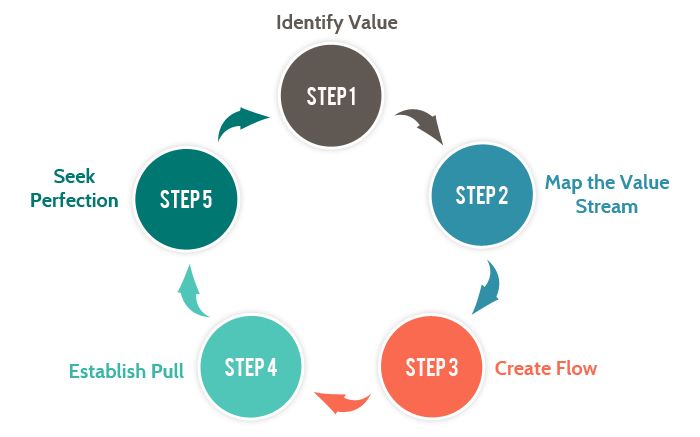 Identify Value
STEP 1
STEP 2
Map the Value
Stream
STEP 3
Create Flow
STEP 4
Establish Pull
STEP 5
Seek
Perfection